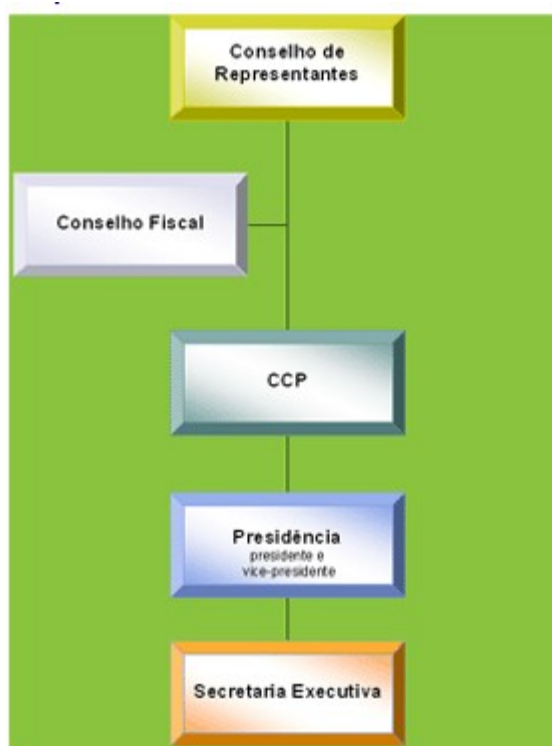 Conselho de
Representantes
Conselho Fiscal
CCP
Presidência
presidente e
vice-presidente
Secretaria Executiva